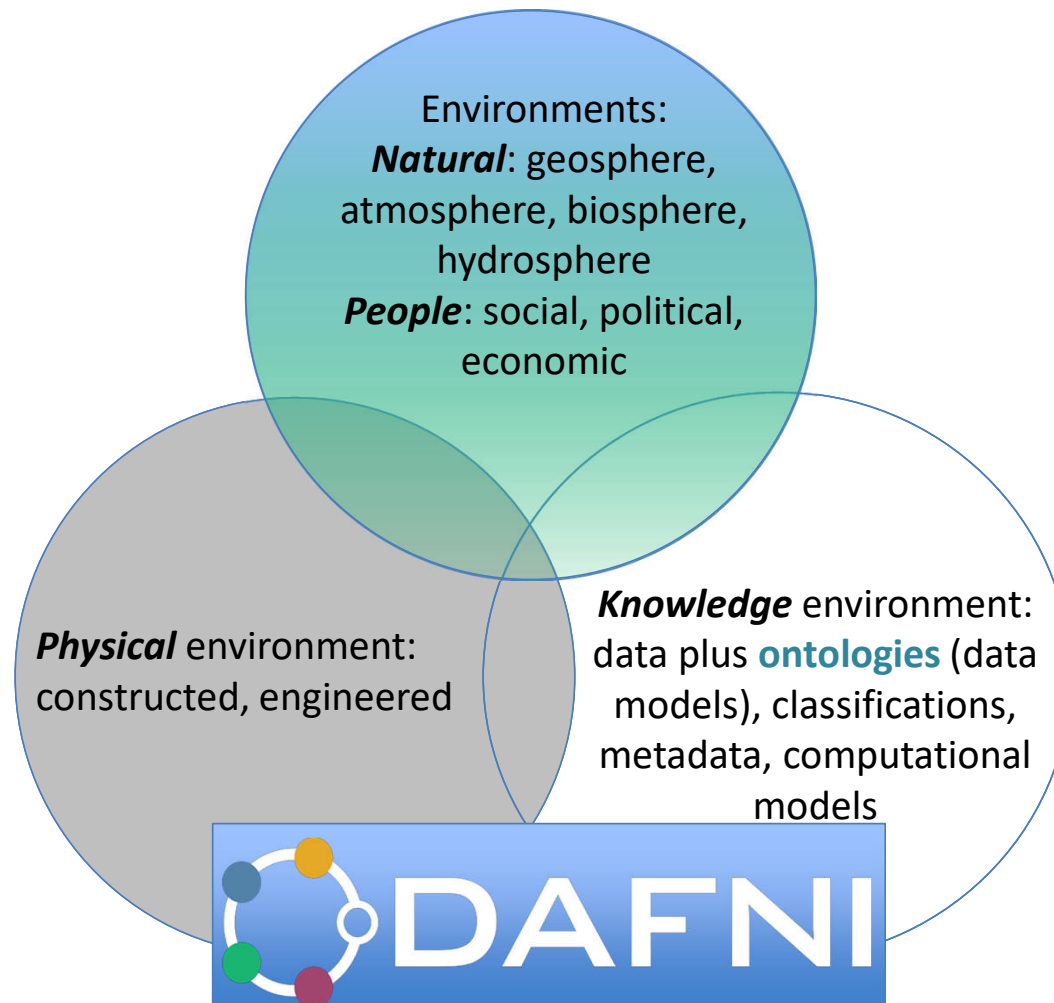 Environments:
Natural: geosphere,
atmosphere, biosphere,
hydrosphere
People: social, political,
economic
Physical environment:
constructed, engineered
Knowledge environment:
data plus ontologies (data
models), classifications,
metadata, computational
models
DAFNI